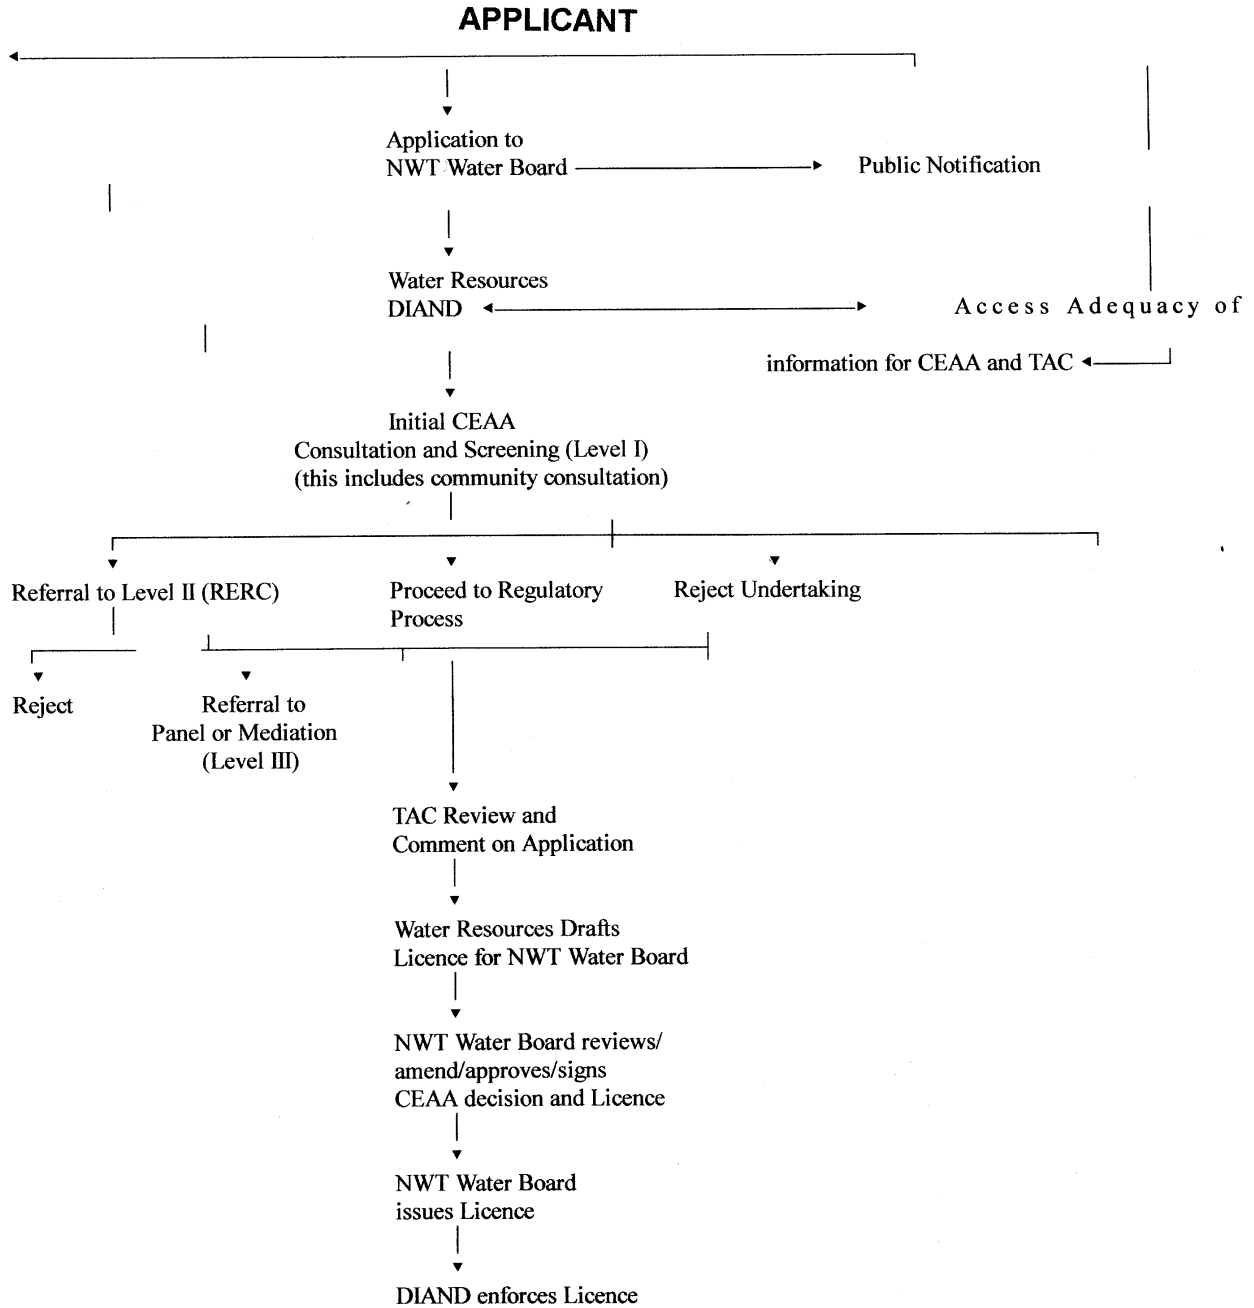 APPLICANT
Application to
NWT Water Board
Public Notification
Water Resources
DIAND
Access Adequacy of
information for CEAA and TAC
Initial CEAA
Consultation and Screening (Level I)
(this includes community consultation)
Referral to Level II (RERC)
Proceed to Regulatory
Process
Reject Undertaking
Reject
Referral to
Panel or Mediation
(Level III)
TAC Review and
Comment on Application
Water Resources Drafts
Licence for NWT Water Board
NWT Water Board reviews/
amend/approves/signs
CEAA decision and Licence
NWT Water Board
issues Licence
DIAND enforces Licence